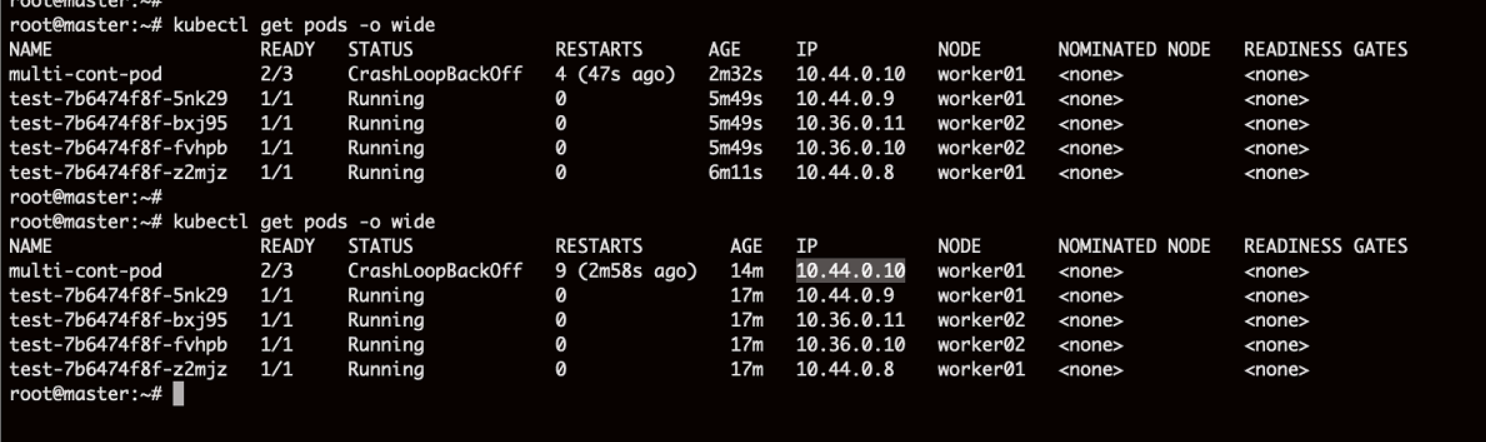 root@master:~#
root@master:~# kubectl get pods -o wide
NAME READY STATUS RESTARTS AGE IP NODE NOMINATED NODE READINESS GATES
multi-cont-pod 2/3 CrashLoopBackOff 4 (47s ago) 2m32s 10.44.0.10 worker01 <none> <none>
test-7b6474f8f-5nk29 1/1 Running 0 5m49s 10.44.0.9 worker01 <none> <none>
test-7b6474f8f-bxj95 1/1 Running 0 5m49s 10.36.0.11 worker02 <none> <none>
test-7b6474f8f-fvhpb 1/1 Running 0 5m49s 10.36.0.10 worker02 <none> <none>
test-7b6474f8f-z2mjz 1/1 Running 0 6m11s 10.44.0.8 worker01 <none> <none>
root@master:~#
root@master:~# kubectl get pods -o wide
NAME READY STATUS RESTARTS AGE IP NODE NOMINATED NODE READINESS GATES
multi-cont-pod 2/3 CrashLoopBackOff 9 (2m58s ago) 14m 10.44.0.10 worker01 <none> <none>
test-7b6474f8f-5nk29 1/1 Running 0 17m 10.44.0.9 worker01 <none> <none>
test-7b6474f8f-bxj95 1/1 Running 0 17m 10.36.0.11 worker02 <none> <none>
test-7b6474f8f-fvhpb 1/1 Running 0 17m 10.36.0.10 worker02 <none> <none>
test-7b6474f8f-z2mjz 1/1 Running 0 17m 10.44.0.8 worker01 <none> <none>
root@master:~#